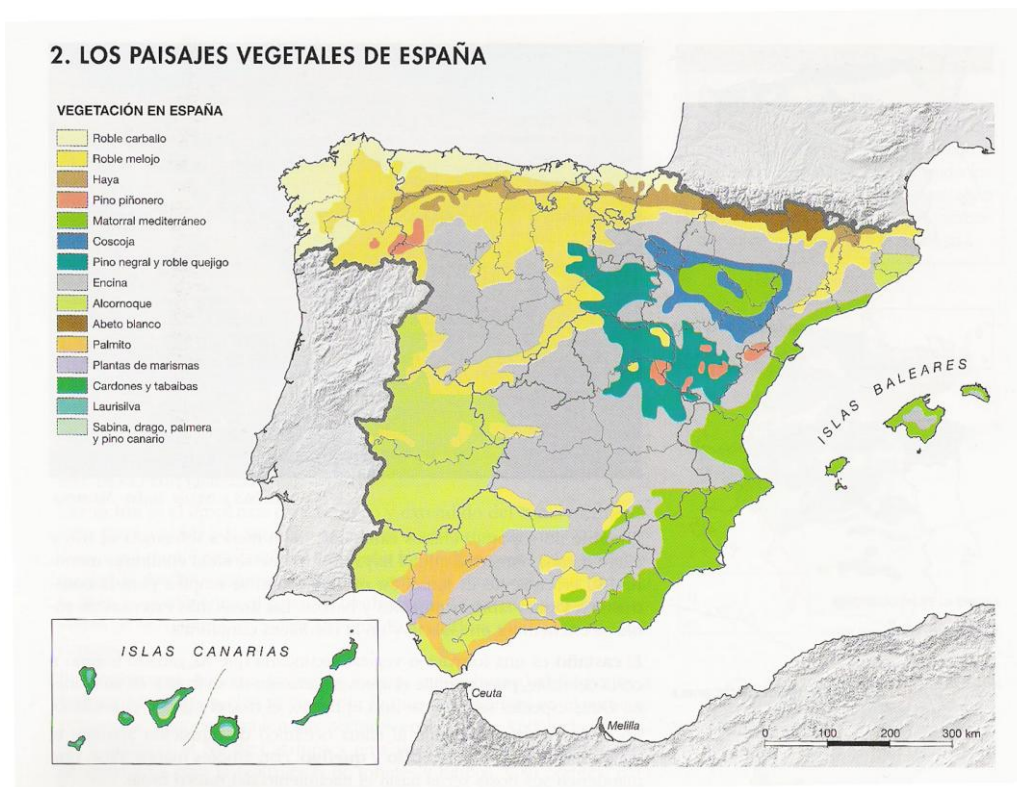 2. LOS PAISAJES VEGETALES DE ESPAÑA
VEGETACIÓN EN ESPAÑA
Roble carballo
Roble melojo
Haya
Pino piñonero
Matorral mediterráneo
Coscoja
Pino negral y roble quejigo
Encina
Alcornoque
Abeto blanco
Palmito
Plantas de marismas
Cardones y tabaibas
Laurisilva
Sabina, drago, palmera
y pino canario
ISLAS BALEARES
ISLAS CANARIAS
Ceuta
Melilla
0 100 200 300 km